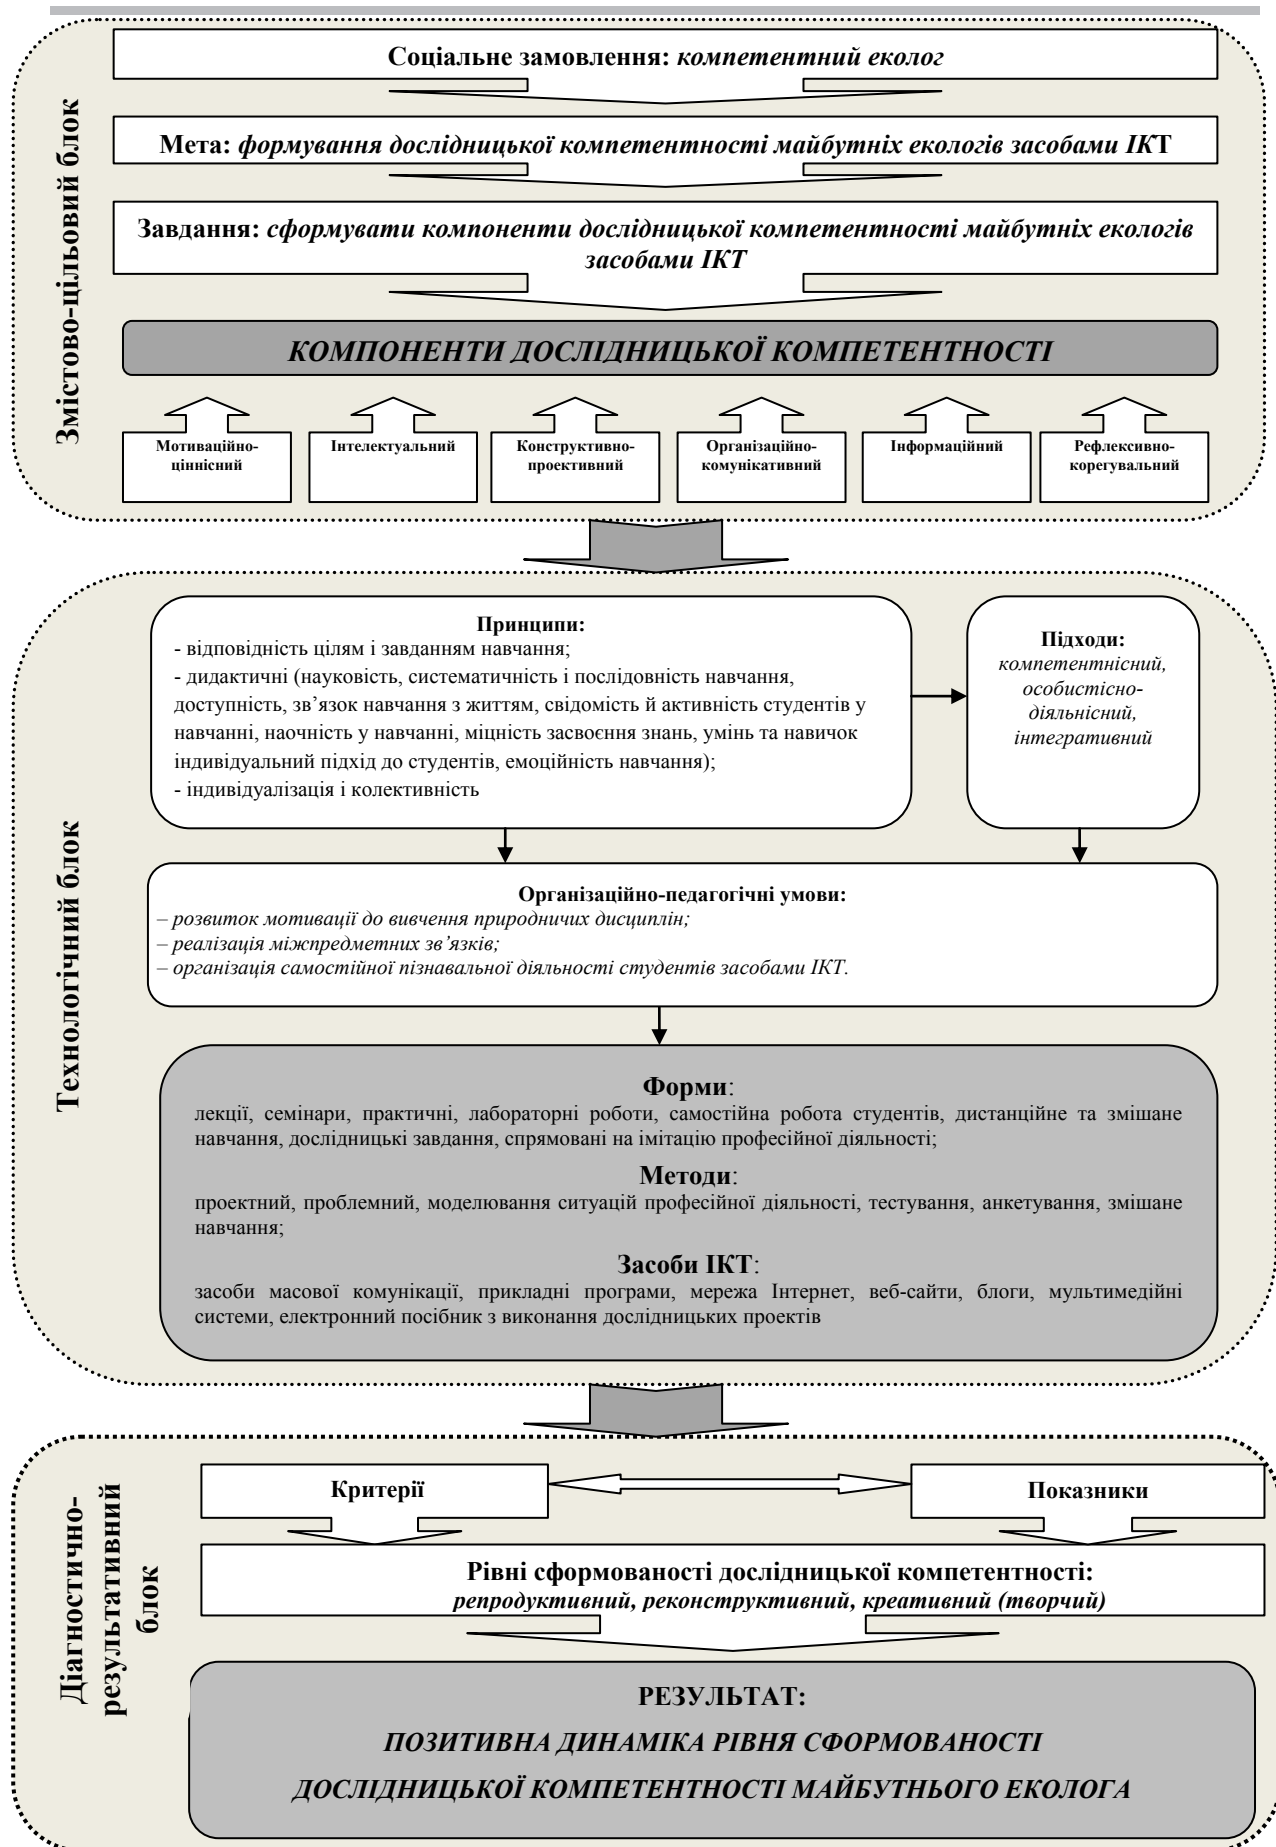 Змістово-цільовий блок
Соціальне замовлення: компетентний еколог
Мета: формування дослідницької компетентності майбутніх екологів засобами ІКТ
Завдання: сформувати компоненти дослідницької компетентності майбутніх екологів
засобами ІКТ
КОМПОНЕНТИ ДОСЛІДНИЦЬКОЇ КОМПЕТЕНТНОСТІ
Мотиваційно-
ціннісний
Інтелектуальний
Конструктивно-
проективний
Організаційно-
комунікативний
Інформаційний
Рефлексивно-
корегувальний
Технологічний блок
Принципи:
- відповідність цілям і завданням навчання;
- дидактичні (науковість, систематичність і послідовність навчання,
доступність, зв’язок навчання з життям, свідомість й активність студентів у
навчанні, наочність у навчанні, міцність засвоєння знань, умінь та навичок
індивідуальний підхід до студентів, емоційність навчання);
- індивідуалізація і колективність
Підходи:
компетентнісний,
особистісно-
діяльнісний,
інтегративний
Організаційно-педагогічні умови:
– розвиток мотивації до вивчення природничих дисциплін;
– реалізація міжпредметних зв’язків;
– організація самостійної пізнавальної діяльності студентів засобами ІКТ.
Форми:
лекції, семінари, практичні, лабораторні роботи, самостійна робота студентів, дистанційне та змішане
навчання, дослідницькі завдання, спрямовані на імітацію професійної діяльності;
Методи:
проектний, проблемний, моделювання ситуацій професійної діяльності, тестування, анкетування, змішане
навчання;
Засоби ІКТ:
засоби масової комунікації, прикладні програми, мережа Інтернет, веб-сайти, блоги, мультимедійні
системи, електронний посібник з виконання дослідницьких проектів
Діагностично-
результативний
блок
Критерії
Показники
Рівні сформованості дослідницької компетентності:
репродуктивний, реконструктивний, креативний (творчий)
РЕЗУЛЬТАТ:
ПОЗИТИВНА ДИНАМІКА РІВНЯ СФОРМОВАНОСТІ
ДОСЛІДНИЦЬКОЇ КОМПЕТЕНТНОСТІ МАЙБУТНЬОГО ЕКОЛОГА